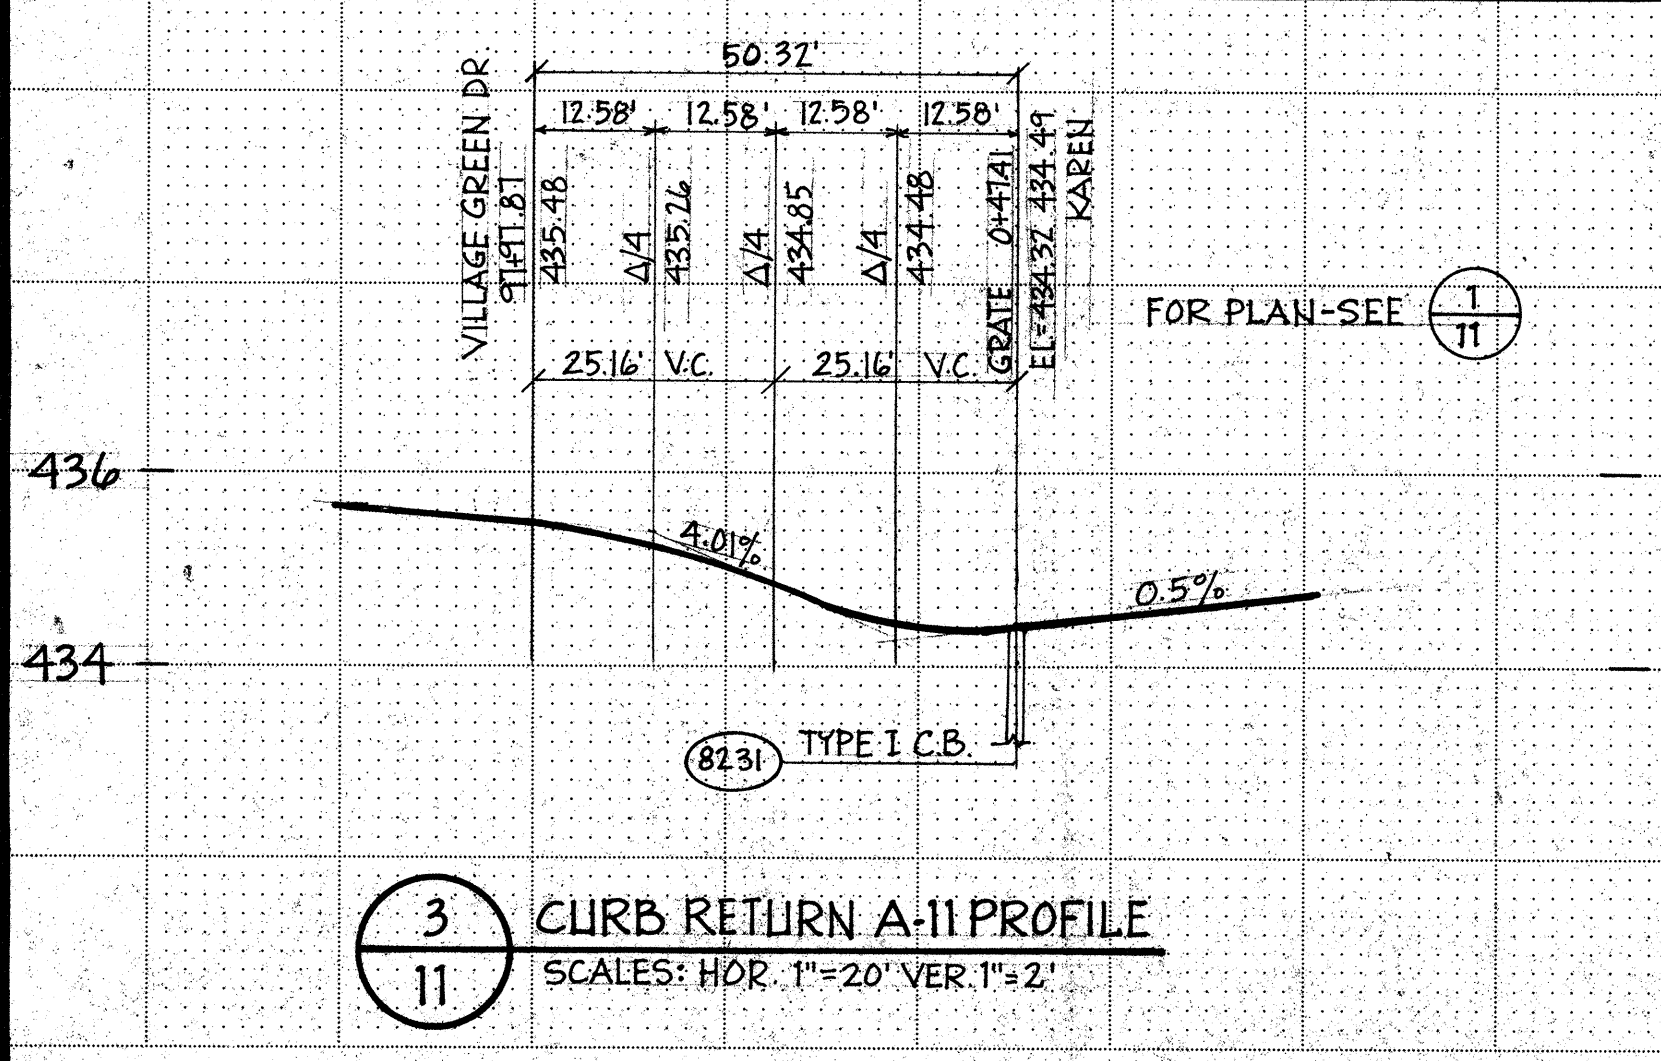 50.32'
12.58' 12.58' 12.58' 12.58'
VILLAGE GREEN DR.
97+97.87
435.48
Δ/4
435.26
Δ/4
434.85
Δ/4
434.48
GRATE 0+47.41
EL.=434.32 434.49
KAREN
25.16' V.C. 25.16' V.C.
FOR PLAN-SEE 1
11
436
4.01%
0.5%
434
8231 TYPE I C.B.
3
11
CURB RETURN A-11 PROFILE
SCALES: HOR. 1"=20' VER. 1"=2'